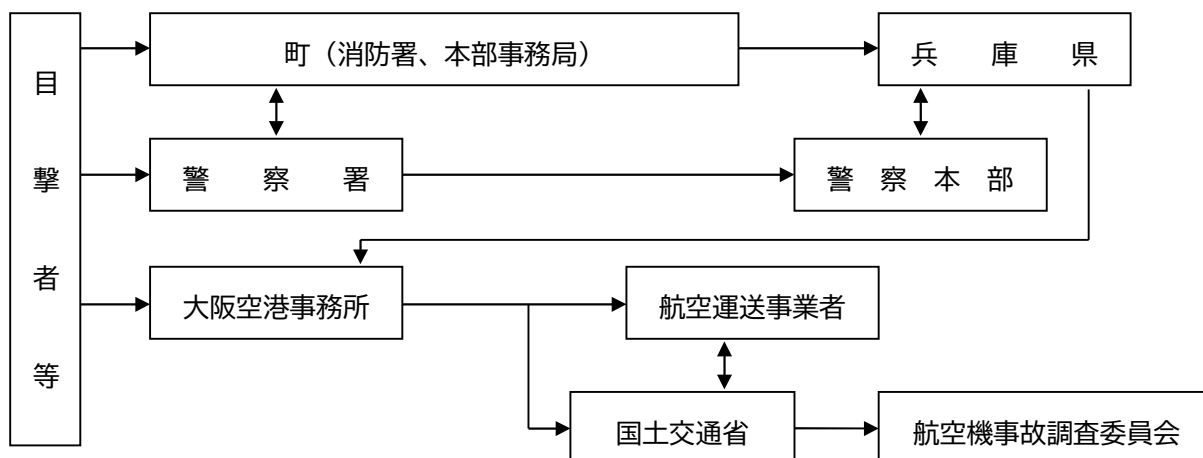 目撃者等
町（消防署、本部事務局）
兵庫県
警察署
警察本部
大阪空港事務所
航空運送事業者
国土交通省
航空機事故調査委員会